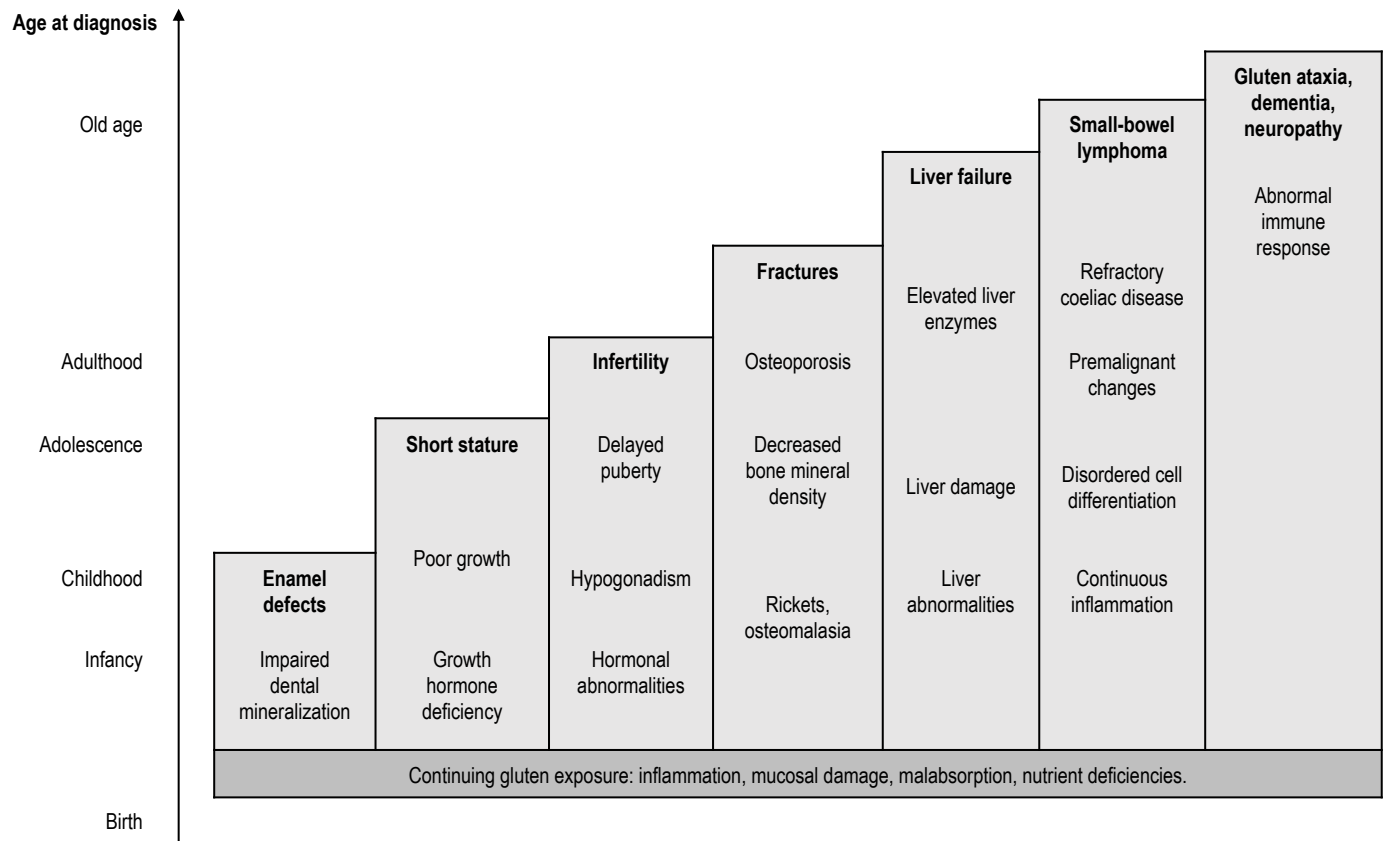 Age at diagnosis
Old age
Adulthood
Adolescence
Childhood
Infancy
Birth
Enamel
defects
Impaired
dental
mineralization
Short stature
Poor growth
Growth
hormone
deficiency
Infertility
Delayed
puberty
Hypogonadism
Hormonal
abnormalities
Fractures
Osteoporosis
Decreased
bone mineral
density
Rickets,
osteomalasia
Liver failure
Elevated liver
enzymes
Liver damage
Liver
abnormalities
Small-bowel
lymphoma
Refractory
coeliac disease
Premalignant
changes
Disordered cell
differentiation
Continuous
inflammation
Gluten ataxia,
dementia,
neuropathy
Abnormal
immune
response
Continuing gluten exposure: inflammation, mucosal damage, malabsorption, nutrient deficiencies.